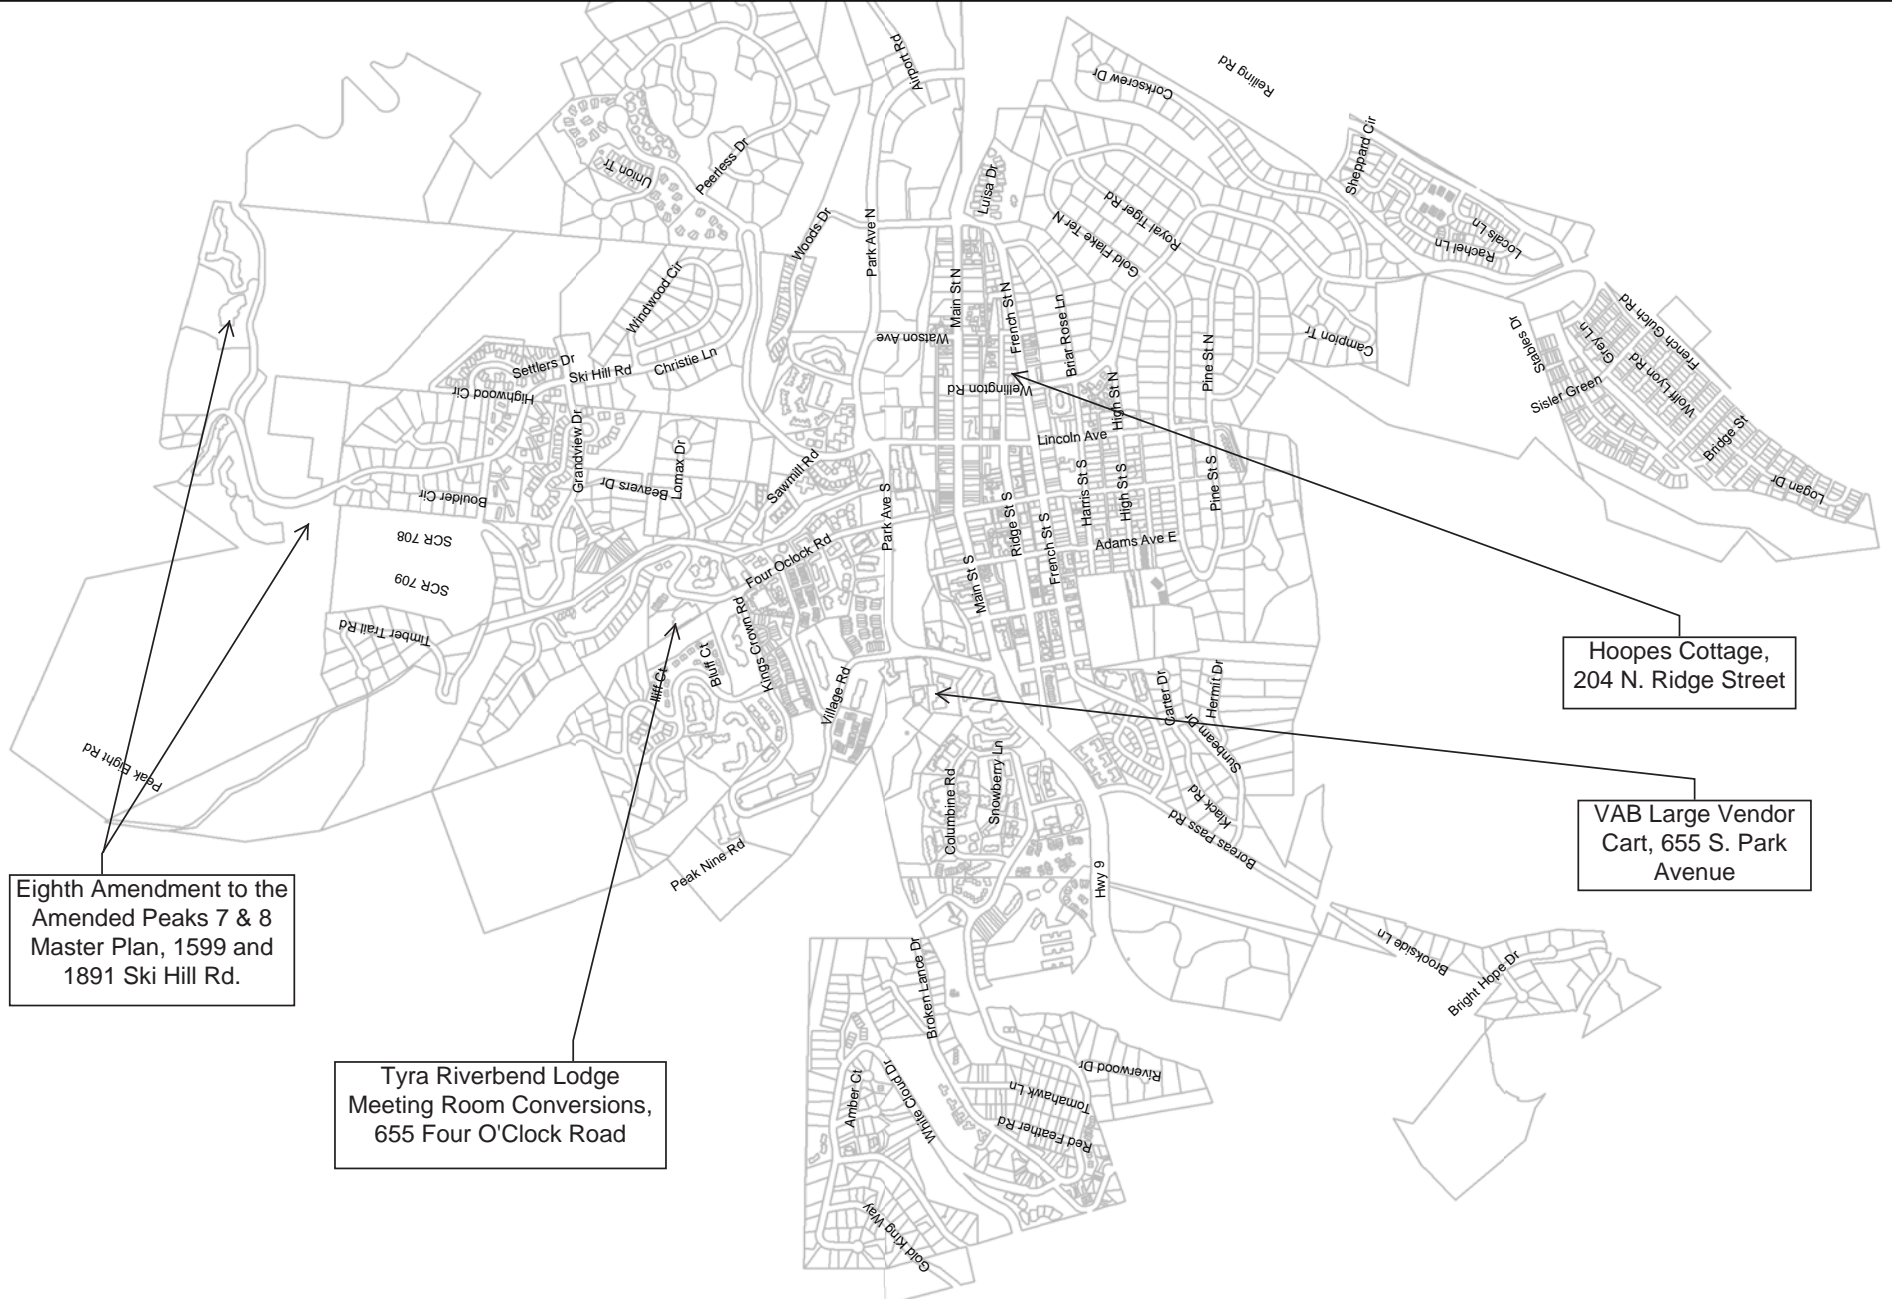 Airport Rd
Reiling Rd
Corkscrew Dr
Sheppard Cir
Peerless Dr
Union Tr
Luisa Dr
Woods Dr
Park Ave N
Royal Tiger Rd
Gold Flake Ter N
Locals Ln
Rachel Ln
Windwood Cir
Main St N
French St N
Briar Rose Ln
Watson Ave
Pine St N
Campion Tr
Stables Dr
Grey Ln
French Gulch Rd
Wolff Lyon Rd
Sisler Green
Bridge St
Logan Dr
Settlers Dr
Ski Hill Rd
Christie Ln
Highwood Cir
Wellington Rd
High St N
Lincoln Ave
Grandview Dr
Lomax Dr
Beavers Dr
Sawmill Rd
Boulder Cir
Park Ave S
Ridge St S
Harris St S
High St S
Pine St S
French St S
Adams Ave E
SCR 708
SCR 709
Four Oclock Rd
Main St S
Timber Trail Rd
Kings Crown Rd
Bluff Ct
Iliff Ct
Village Rd
Carter Dr
Hermit Dr
Sunbeam Dr
Hoopes Cottage,
204 N. Ridge Street
Peak Eight Rd
Columbine Rd
Snowberry Ln
Klack Rd
Boreas Pass Rd
VAB Large Vendor
Cart, 655 S. Park
Avenue
Peak Nine Rd
Hwy 9
Eighth Amendment to the
Amended Peaks 7 & 8
Master Plan, 1599 and
1891 Ski Hill Rd.
Broken Lance Dr
Brookside Ln
Bright Hope Dr
Tyra Riverbend Lodge
Meeting Room Conversions,
655 Four O'Clock Road
Amber Ct
White Cloud Dr
Riverwood Dr
Tomahawk Ln
Red Feather Rd
Gold King Way